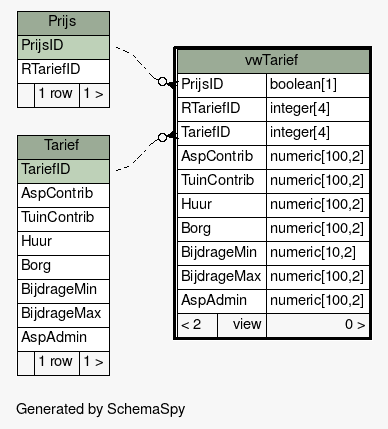 Prijs
PrijsID
RTariefID
1 row 1 >
Tarief
TariefID
AspContrib
TuinContrib
Huur
Borg
BijdrageMin
BijdrageMax
AspAdmin
1 row 1 >
vwTarief
PrijsID boolean[1]
RTariefID integer[4]
TariefID integer[4]
AspContrib numeric[100,2]
TuinContrib numeric[100,2]
Huur numeric[100,2]
Borg numeric[100,2]
BijdrageMin numeric[10,2]
BijdrageMax numeric[100,2]
AspAdmin numeric[100,2]
< 2 view 0 >
Generated by SchemaSpy